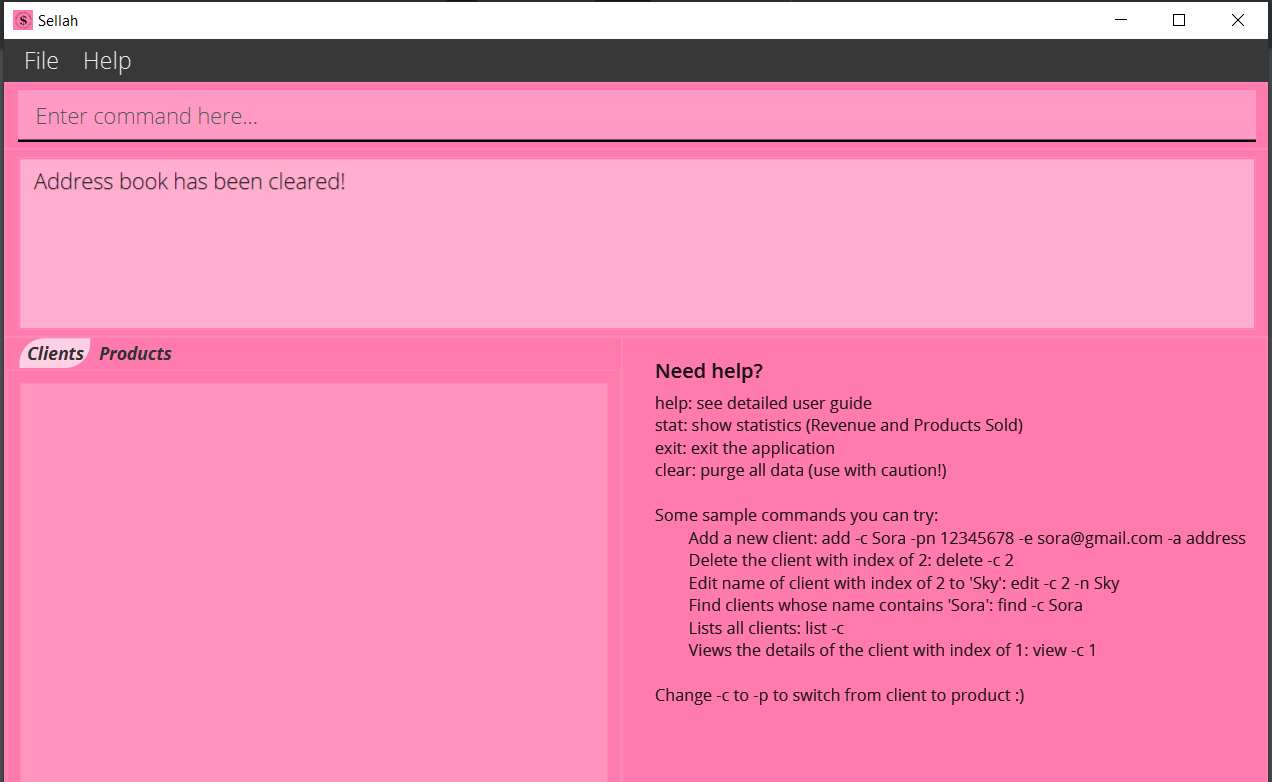 $ Sellah
File Help
Enter command here...
Address book has been cleared!
Clients Products
Need help?
help: see detailed user guide
stat: show statistics (Revenue and Products Sold)
exit: exit the application
clear: purge all data (use with caution!)
Some sample commands you can try:
Add a new client: add -c Sora -pn 12345678 -e sora@gmail.com -a address
Delete the client with index of 2: delete -c 2
Edit name of client with index of 2 to 'Sky': edit -c 2 -n Sky
Find clients whose name contains 'Sora': find -c Sora
Lists all clients: list -c
Views the details of the client with index of 1: view -c 1
Change -c to -p to switch from client to product :)